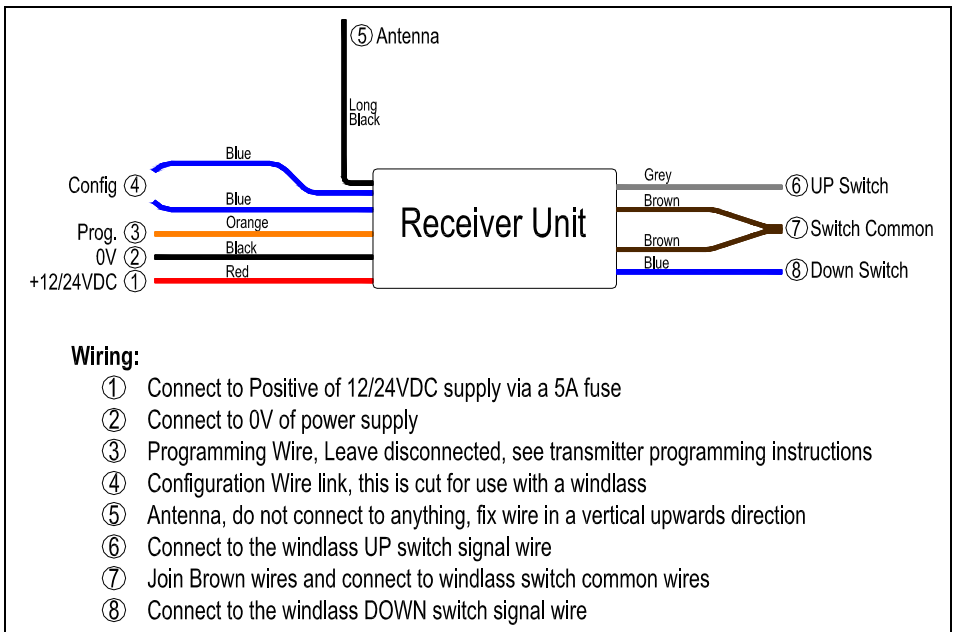 ⑤ Antenna
Long
Black
Blue
Config ④
Blue
Prog. ③
Orange
0V ②
Black
+12/24VDC ①
Red
Receiver Unit
Grey
⑥ UP Switch
Brown
⑦ Switch Common
Brown
Blue
⑧ Down Switch
Wiring:
① Connect to Positive of 12/24VDC supply via a 5A fuse
② Connect to 0V of power supply
③ Programming Wire, Leave disconnected, see transmitter programming instructions
④ Configuration Wire link, this is cut for use with a windlass
⑤ Antenna, do not connect to anything, fix wire in a vertical upwards direction
⑥ Connect to the windlass UP switch signal wire
⑦ Join Brown wires and connect to windlass switch common wires
⑧ Connect to the windlass DOWN switch signal wire